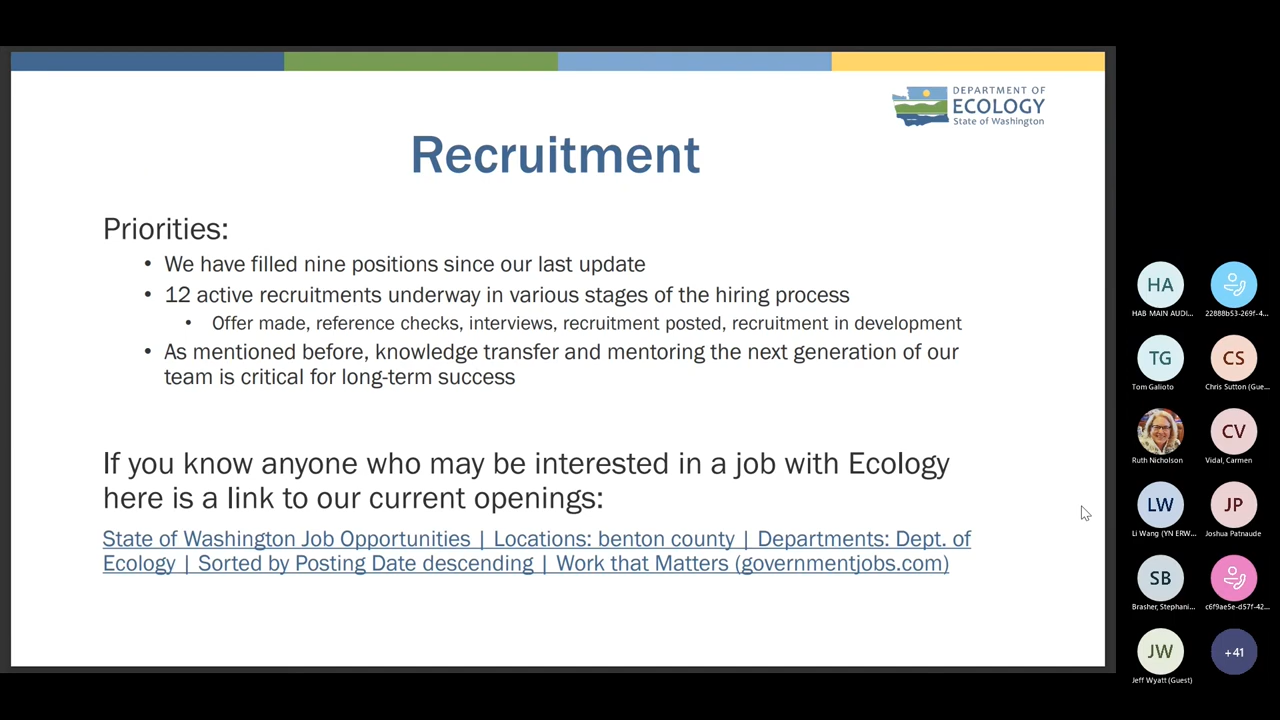 DEPARTMENT OF
ECOLOGY
State of Washington
Recruitment
Priorities:
• We have filled nine positions since our last update
• 12 active recruitments underway in various stages of the hiring process
• Offer made, reference checks, interviews, recruitment posted, recruitment in development
• As mentioned before, knowledge transfer and mentoring the next generation of our
team is critical for long-term success
If you know anyone who may be interested in a job with Ecology
here is a link to our current openings:
State of Washington Job Opportunities | Locations: benton county | Departments: Dept. of
Ecology | Sorted by Posting Date descending | Work that Matters (governmentjobs.com)
HA
HAB MAIN AUDI...
22888b53-269f-4...
TG
CS
Tom Galioto
Chris Sutton (Gue...
CV
Ruth Nicholson
Vidal, Carmen
LW
JP
Li Wang (YN ERW...
Joshua Patnaude
SB
Brasher, Stephani...
c6f9ae5e-d57f-42...
JW
+41
Jeff Wyatt (Guest)